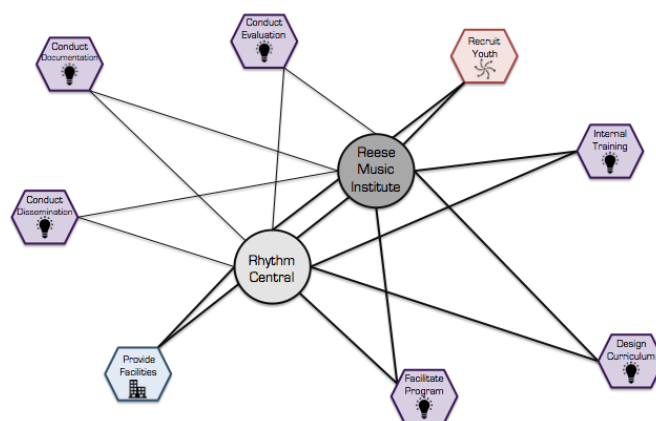 Conduct
Evaluation
Recruit
Youth
Conduct
Documentation
Internal
Training
Reese
Music
Institute
Conduct
Dissemination
Rhythm
Central
Provide
Facilities
Facilitate
Program
Design
Curriculum